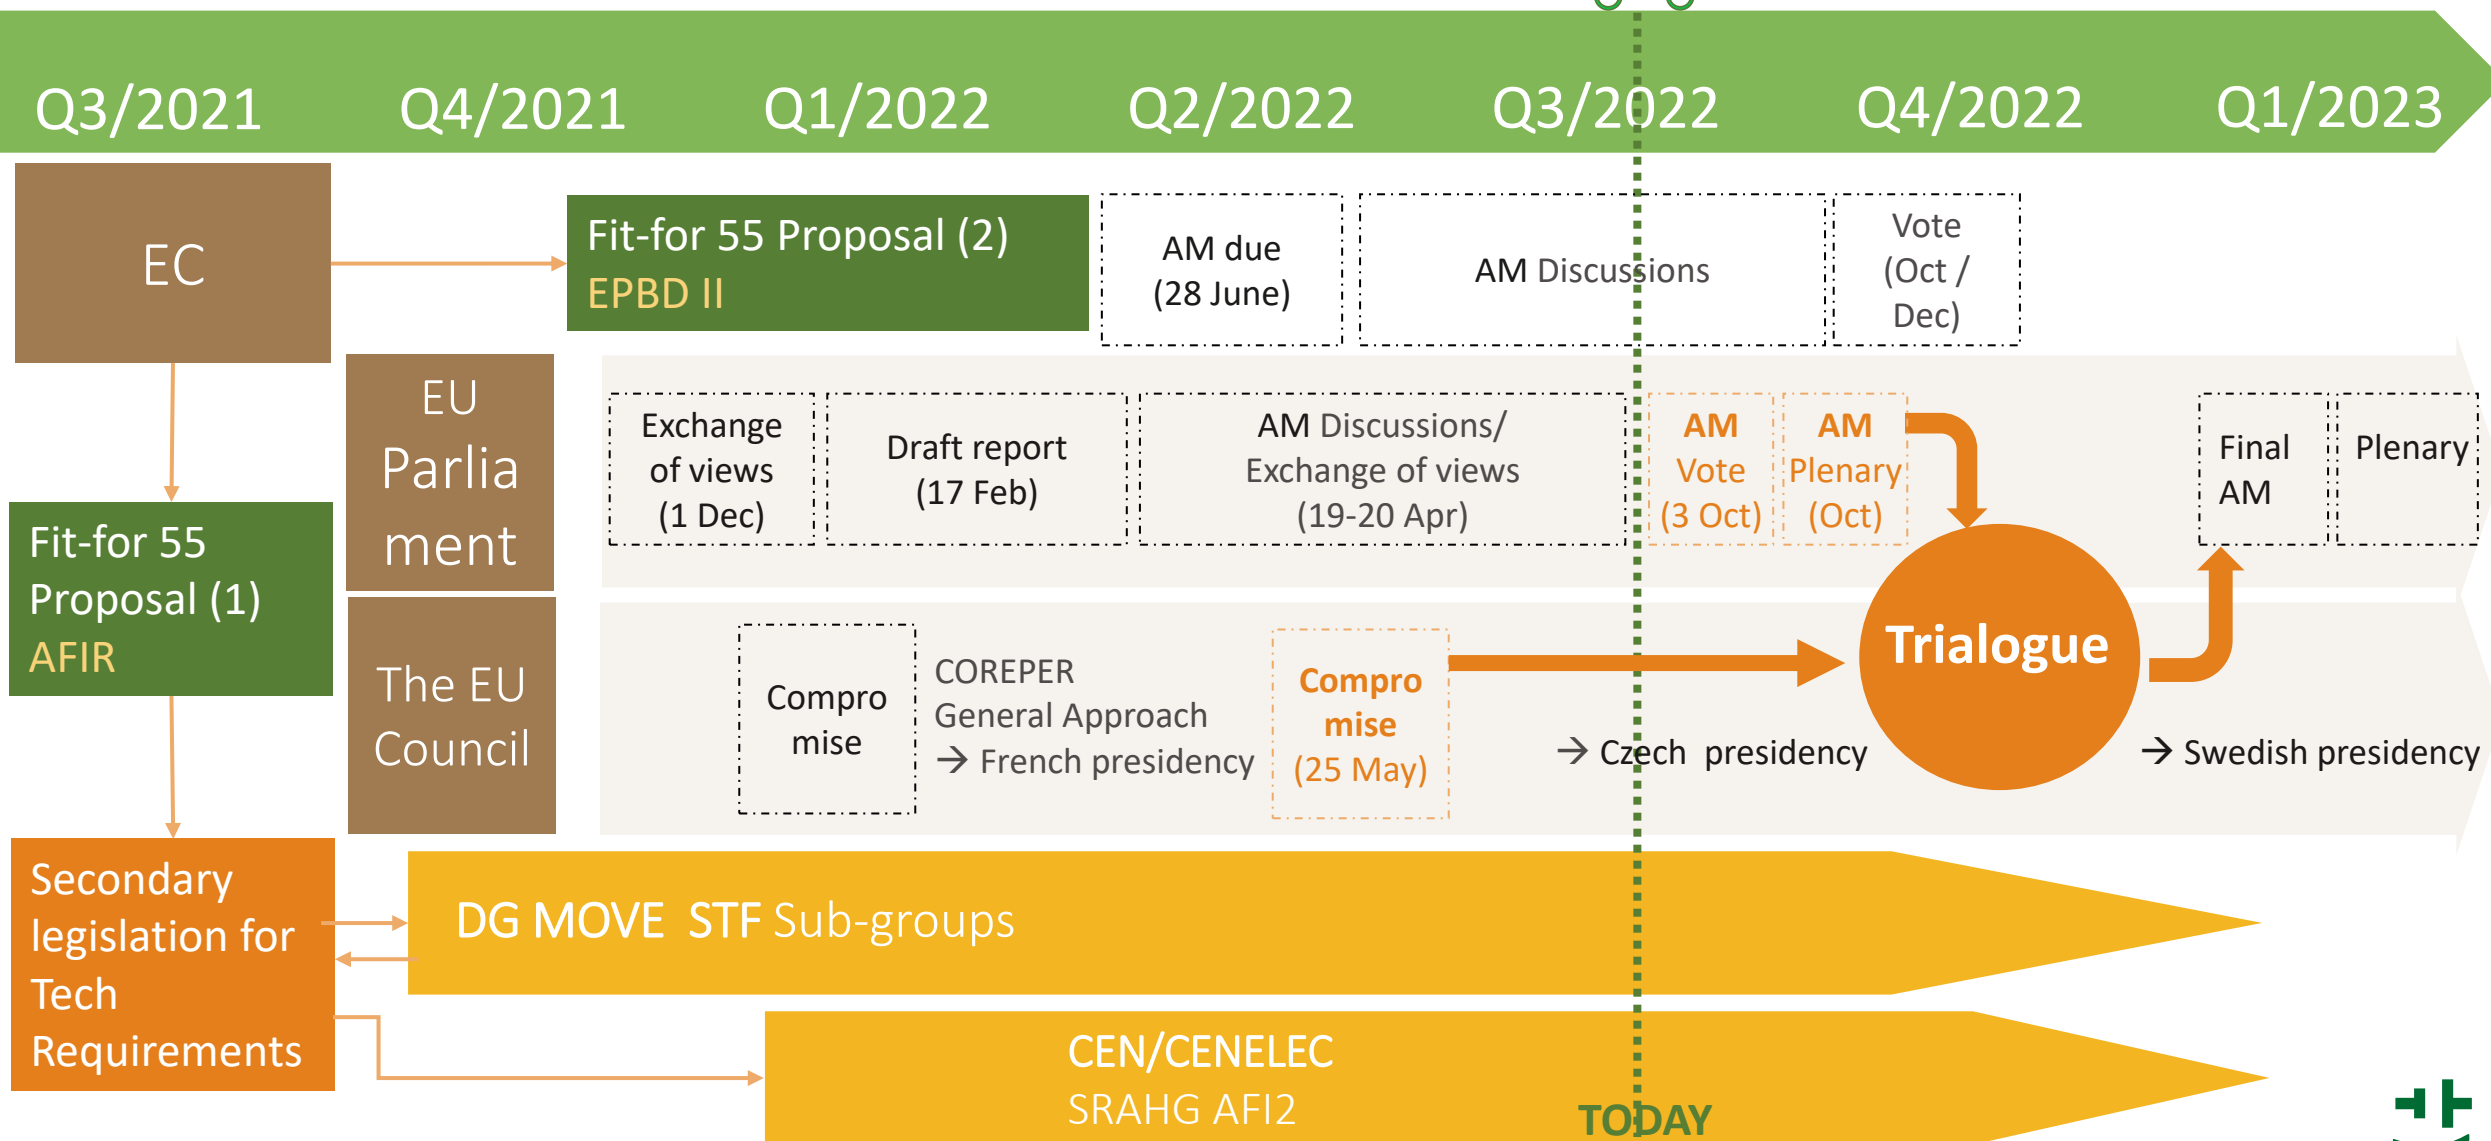 Q3/2021
Q4/2021
Q1/2022
Q2/2022
Q3/2022
Q4/2022
Q1/2023
EC
Fit-for 55 Proposal (2)
EPBD II
AM due
(28 June)
AM Discussions
Vote
(Oct /
Dec)
EU
Parlia
ment
Exchange
of views
(1 Dec)
Draft report
(17 Feb)
AM Discussions/
Exchange of views
(19-20 Apr)
AM
Vote
(3 Oct)
AM
Plenary
(Oct)
Final
AM
Plenary
Fit-for 55
Proposal (1)
AFIR
The EU
Council
Compro
mise
COREPER
General Approach
→ French presidency
Compro
mise
(25 May)
→ Czech presidency
Trialogue
→ Swedish presidency
Secondary
legislation for
Tech
Requirements
DG MOVE STF Sub-groups
CEN/CENELEC
SRAHG AFI2
TODAY